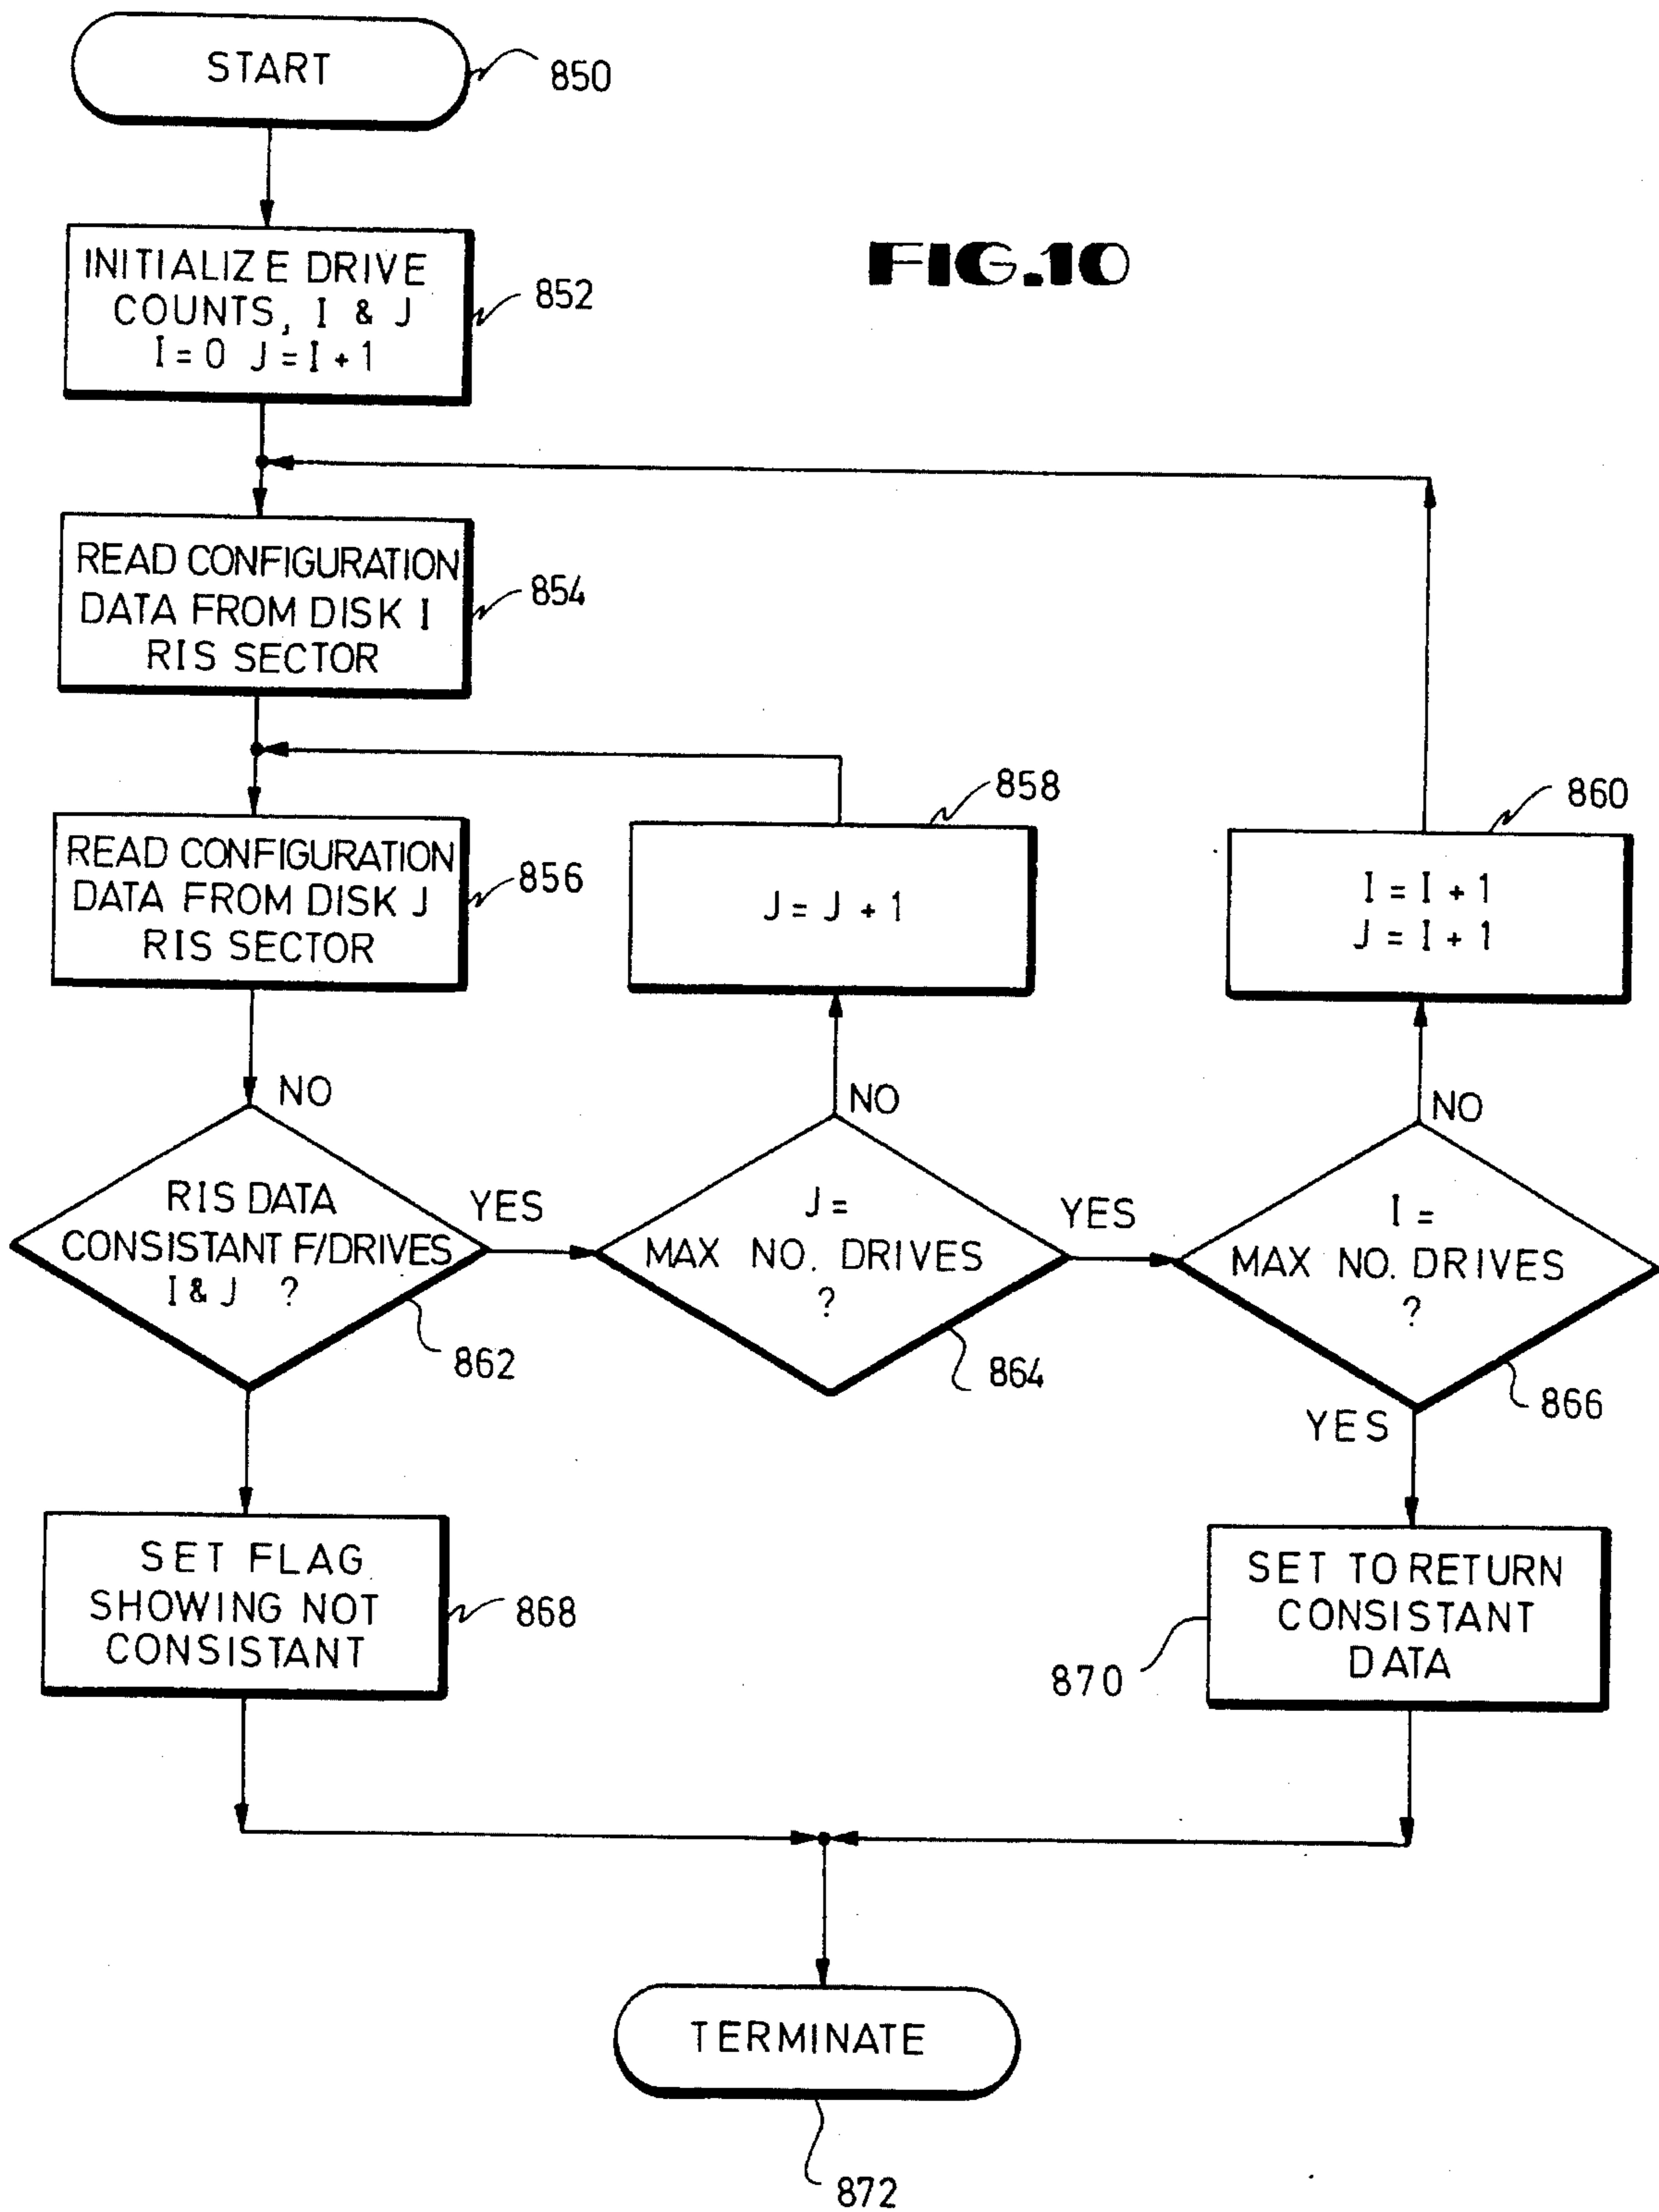 START
850
INITIALIZE DRIVE
COUNTS, I & J
I = 0 J = I + 1
852
FIG.10
READ CONFIGURATION
DATA FROM DISK I
RIS SECTOR
854
READ CONFIGURATION
DATA FROM DISK J
RIS SECTOR
856
J = J + 1
858
I = I + 1
J = I + 1
860
NO
RIS DATA
CONSISTANT F/DRIVES
I & J ?
862
YES
NO
J =
MAX NO. DRIVES
?
864
YES
NO
I =
MAX NO. DRIVES
?
866
YES
SET FLAG
SHOWING NOT
CONSISTANT
868
SET TO RETURN
CONSISTANT
DATA
870
TERMINATE
872